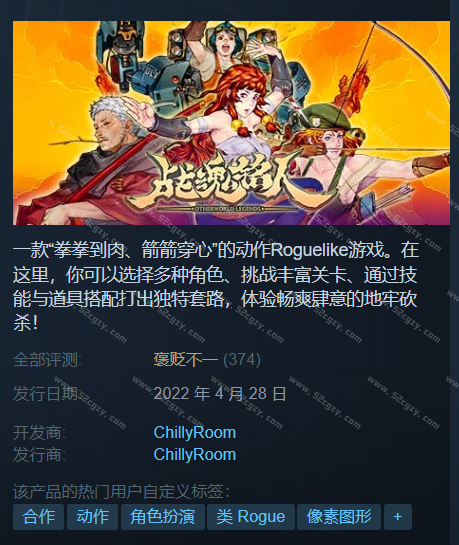 战魂铭人
OTHERWORLD LEGENDS
一款“拳拳到肉、箭箭穿心”的动作Roguelike游戏。在
这里，你可以选择多种角色、挑战丰富关卡、通过技
能与道具搭配打出独特套路，体验畅爽肆意的地牢砍
杀！
全部评测: 褒贬不一 (374)
发行日期: 2022 年 4 月 28 日
开发商: ChillyRoom
发行商: ChillyRoom
该产品的热门用户自定义标签：
合作 动作 角色扮演 类 Rogue 像素图形 +
www.52cgzy.com